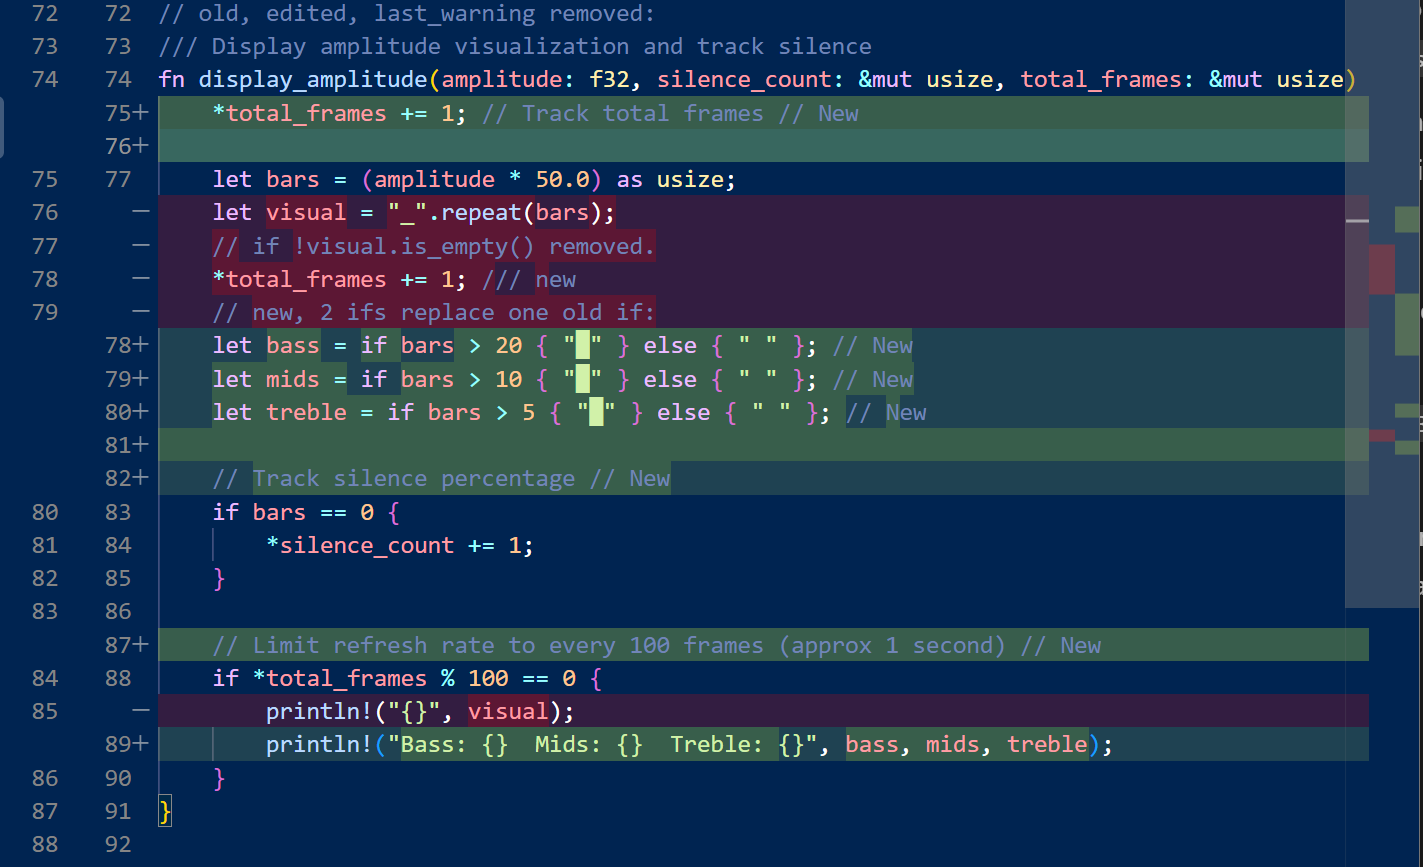 72 72 // old, edited, last_warning removed:
73 73 /// Display amplitude visualization and track silence
74 74 fn display_amplitude(amplitude: f32, silence_count: &mut usize, total_frames: &mut usize)
75+ *total_frames += 1; // Track total frames // New
76+
75 77 let bars = (amplitude * 50.0) as usize;
76 — let visual = "_".repeat(bars);
77 — // if !visual.is_empty() removed.
78 — *total_frames += 1; /// new
79 — // new, 2 ifs replace one old if:
78+ let bass = if bars > 20 { "█" } else { " " }; // New
79+ let mids = if bars > 10 { "█" } else { " " }; // New
80+ let treble = if bars > 5 { "█" } else { " " }; // New
81+
82+ // Track silence percentage // New
80 83 if bars == 0 {
81 84 *silence_count += 1;
82 85 }
83 86
87+ // Limit refresh rate to every 100 frames (approx 1 second) // New
84 88 if *total_frames % 100 == 0 {
85 — println!("{}", visual);
89+ println!("Bass: {}  Mids: {}  Treble: {}", bass, mids, treble);
86 90 }
87 91 }
88 92